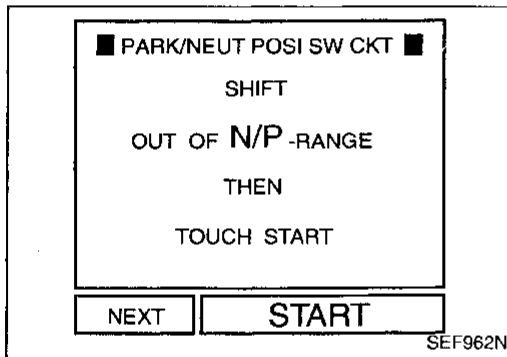 ■ PARK/NEUT POSI SW CKT ■
SHIFT
OUT OF N/P -RANGE
THEN
TOUCH START
NEXT START
SEF962N